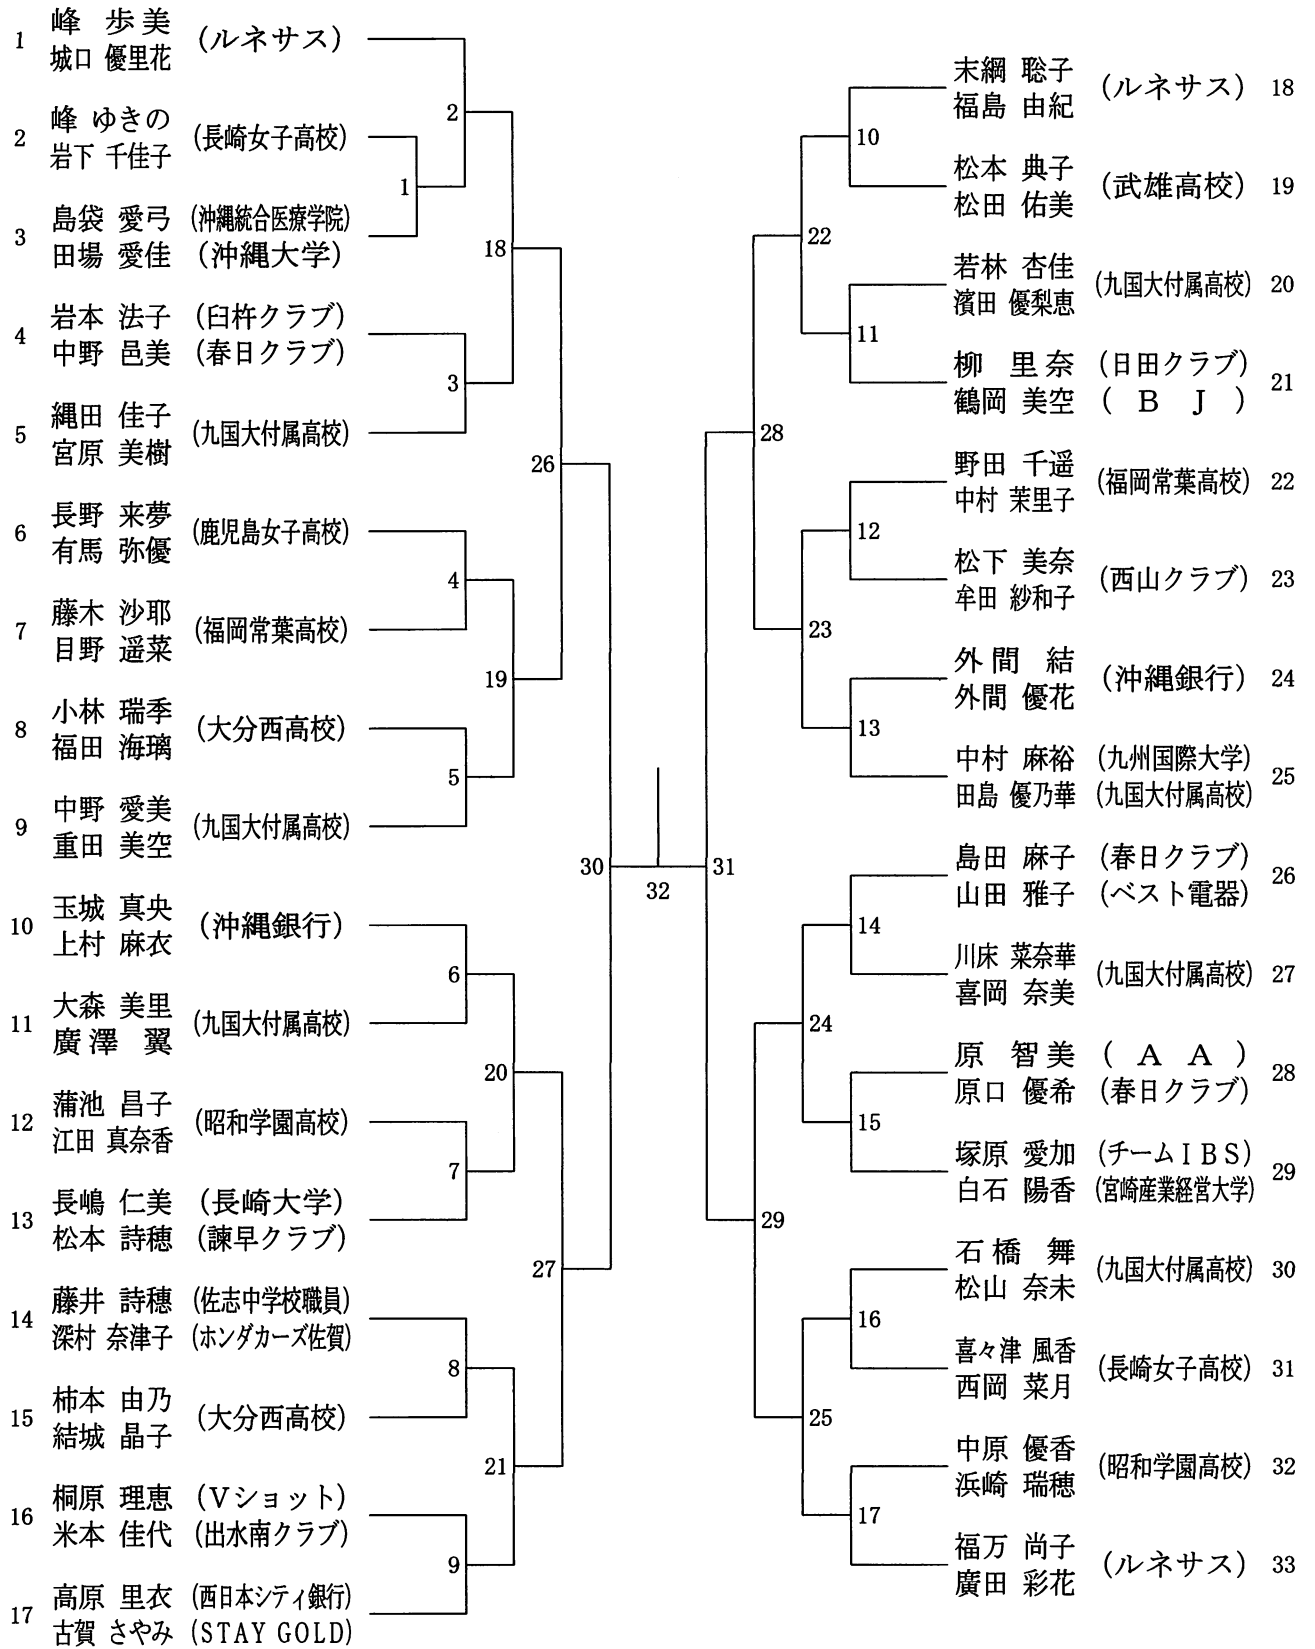 1 峰 歩美 (ルネサス)
城口 優里花
2 峰 ゆきの (長崎女子高校)
岩下 千佳子
3 島袋 愛弓 (沖縄統合医療学院)
田場 愛佳 (沖縄大学)
4 岩本 法子 (臼杵クラブ)
中野 邑美 (春日クラブ)
5 縄田 佳子 (九国大付属高校)
宮原 美樹
6 長野 来夢 (鹿児島女子高校)
有馬 弥優
7 藤木 沙耶 (福岡常葉高校)
目野 遥菜
8 小林 瑞季 (大分西高校)
福田 海璃
9 中野 愛美 (九国大付属高校)
重田 美空
10 玉城 真央 (沖縄銀行)
上村 麻衣
11 大森 美里 (九国大付属高校)
廣澤 翼
12 蒲池 昌子 (昭和学園高校)
江田 真奈香
13 長嶋 仁美 (長崎大学)
松本 詩穂 (諫早クラブ)
14 藤井 詩穂 (佐志中学校職員)
深村 奈津子 (ホンダカーズ佐賀)
15 柿本 由乃 (大分西高校)
結城 晶子
16 桐原 理恵 (Vショット)
米本 佳代 (出水南クラブ)
17 高原 里衣 (西日本シティ銀行)
古賀 さやみ (STAY GOLD)
1
2
3
4
5
6
7
8
9
18
19
20
21
26
27
30
32
31
28
29
22
23
24
25
10
11
12
13
14
15
16
17
末綱 聡子 (ルネサス) 18
福島 由紀
松本 典子 (武雄高校) 19
松田 佑美
若林 杏佳 (九国大付属高校) 20
濱田 優梨恵
柳 里奈 (日田クラブ) 21
鶴岡 美空 (BJ)
野田 千遥 (福岡常葉高校) 22
中村 茉里子
松下 美奈 (西山クラブ) 23
牟田 紗和子
外間 結 (沖縄銀行) 24
外間 優花
中村 麻裕 (九州国際大学) 25
田島 優乃華 (九国大付属高校)
島田 麻子 (春日クラブ) 26
山田 雅子 (ベスト電器)
川床 菜奈華 (九国大付属高校) 27
喜岡 奈美
原 智美 (AA) 28
原口 優希 (春日クラブ)
塚原 愛加 (チームIBS) 29
白石 陽香 (宮崎産業経営大学)
石橋 舞 (九国大付属高校) 30
松山 奈未
喜々津 風香 (長崎女子高校) 31
西岡 菜月
中原 優香 (昭和学園高校) 32
浜崎 瑞穂
福万 尚子 (ルネサス) 33
廣田 彩花